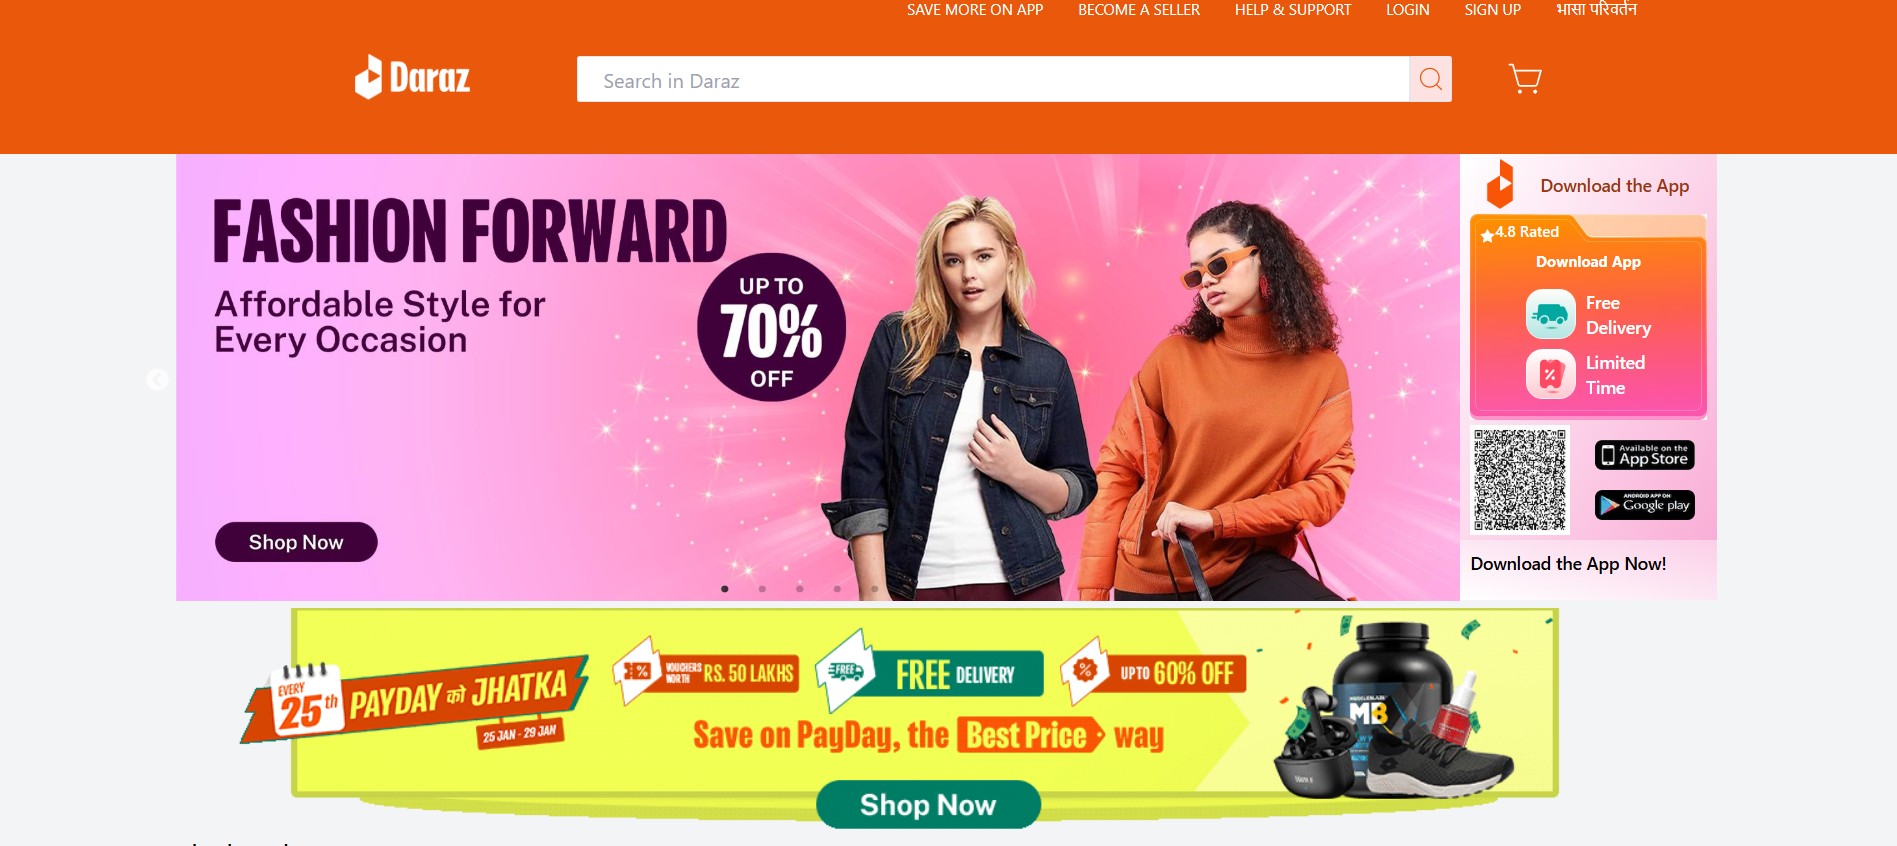 SAVE MORE ON APP BECOME A SELLER HELP & SUPPORT LOGIN SIGN UP भासा परिवर्तन
Daraz
Search in Daraz
FASHION FORWARD
Affordable Style for
Every Occasion
UP TO
70%
OFF
Shop Now
Download the App
4.8 Rated
Download App
Free
Delivery
Limited
Time
Available on the
App Store
ANDROID APP ON
Google play
Download the App Now!
EVERY
25th
PAYDAY को JHATKA
25 JAN - 29 JAN
VOUCHERS
WORTH
RS. 50 LAKHS
FREE
FREE DELIVERY
UPTO 60% OFF
Save on PayDay, the Best Price way
MUSCLEBLAZE
MB
Shop Now